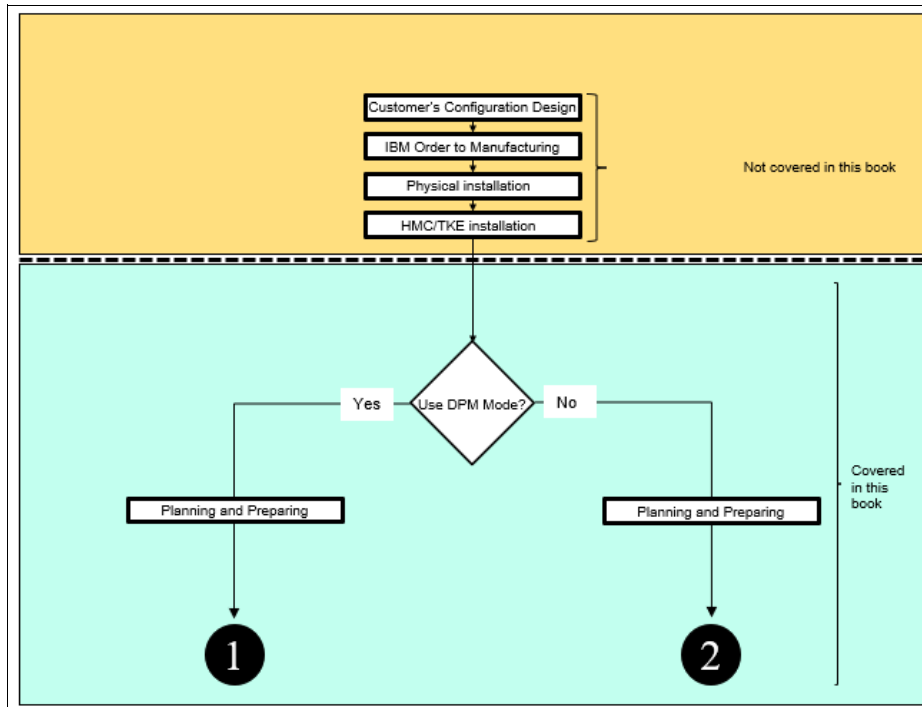 Customer's Configuration Design
IBM Order to Manufacturing
Physical installation
HMC/TKE installation
Not covered in this book
Use DPM Mode?
Yes
No
Planning and Preparing
Planning and Preparing
Covered
in this
book
1
2